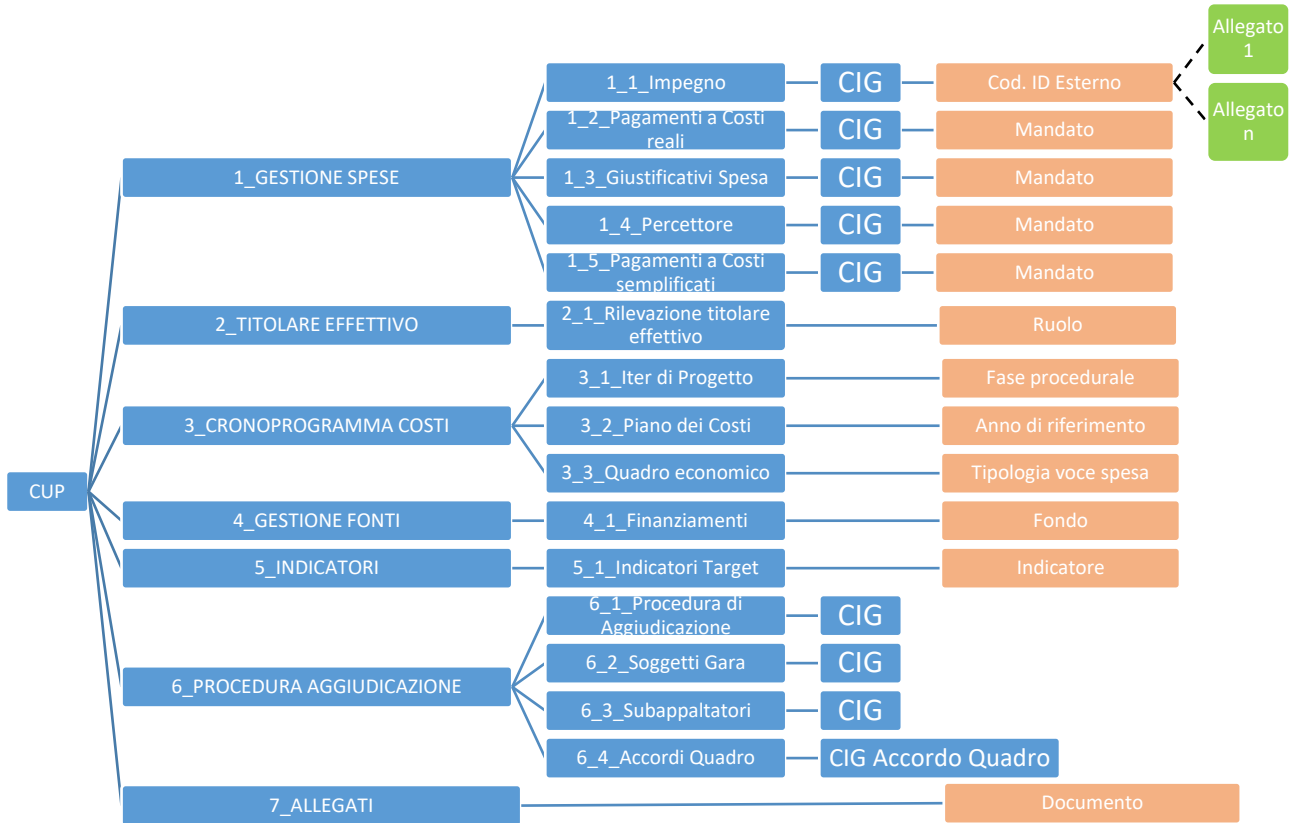 Allegato
1
1_1_Impegno
CIG
Cod. ID Esterno
Allegato
n
1_2_Pagamenti a Costi
reali
CIG
Mandato
1_GESTIONE SPESE
1_3_Giustificativi Spesa
CIG
Mandato
1_4_Percettore
CIG
Mandato
1_5_Pagamenti a Costi
semplificati
CIG
Mandato
2_TITOLARE EFFETTIVO
2_1_Rilevazione titolare
effettivo
Ruolo
3_1_Iter di Progetto
Fase procedurale
3_CRONOPROGRAMMA COSTI
3_2_Piano dei Costi
Anno di riferimento
3_3_Quadro economico
Tipologia voce spesa
CUP
4_GESTIONE FONTI
4_1_Finanziamenti
Fondo
5_INDICATORI
5_1_Indicatori Target
Indicatore
6_1_Procedura di
Aggiudicazione
CIG
6_2_Soggetti Gara
CIG
6_PROCEDURA AGGIUDICAZIONE
6_3_Subappaltatori
CIG
6_4_Accordi Quadro
CIG Accordo Quadro
7_ALLEGATI
Documento